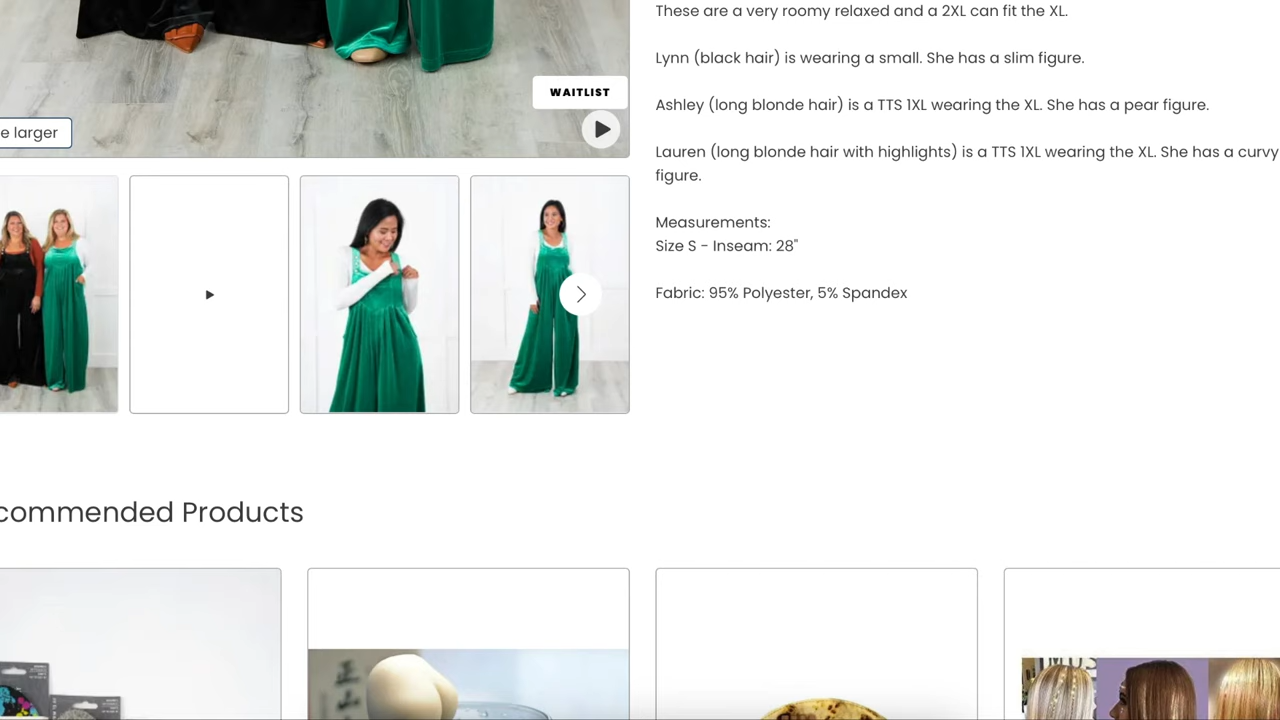 These are a very roomy relaxed and a 2XL can fit the XL.
Lynn (black hair) is wearing a small. She has a slim figure.
WAITLIST
Ashley (long blonde hair) is a TTS 1XL wearing the XL. She has a pear figure.
e larger
Lauren (long blonde hair with highlights) is a TTS 1XL wearing the XL. She has a curvy
figure.
Measurements:
Size S - Inseam: 28"
Fabric: 95% Polyester, 5% Spandex
commended Products
正
山